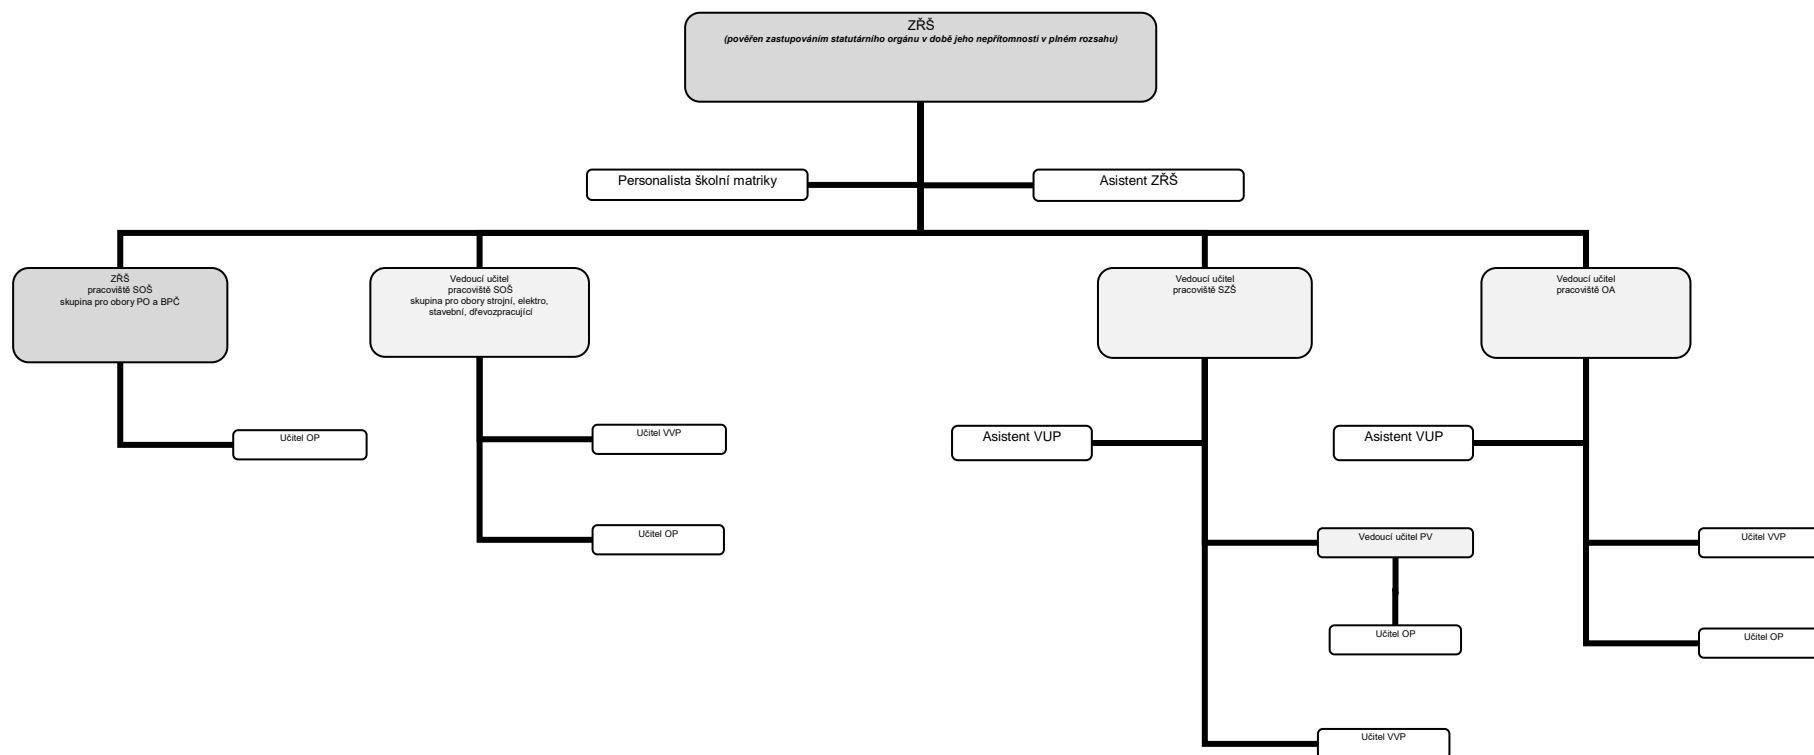 ZŘŠ
(pověřen zastupováním statutárního orgánu v době jeho nepřítomnosti v plném rozsahu)
Personalista školní matriky
Asistent ZŘŠ
ZŘŠ
pracoviště SOŠ
skupina pro obory PO a BPČ
Vedoucí učitel
pracoviště SOŠ
skupina pro obory strojní, elektro,
stavební, dřevozpracující
Vedoucí učitel
pracoviště SZŠ
Vedoucí učitel
pracoviště OA
Učitel OP
Učitel VVP
Asistent VUP
Asistent VUP
Učitel OP
Vedoucí učitel PV
Učitel VVP
Učitel OP
Učitel OP
Učitel VVP